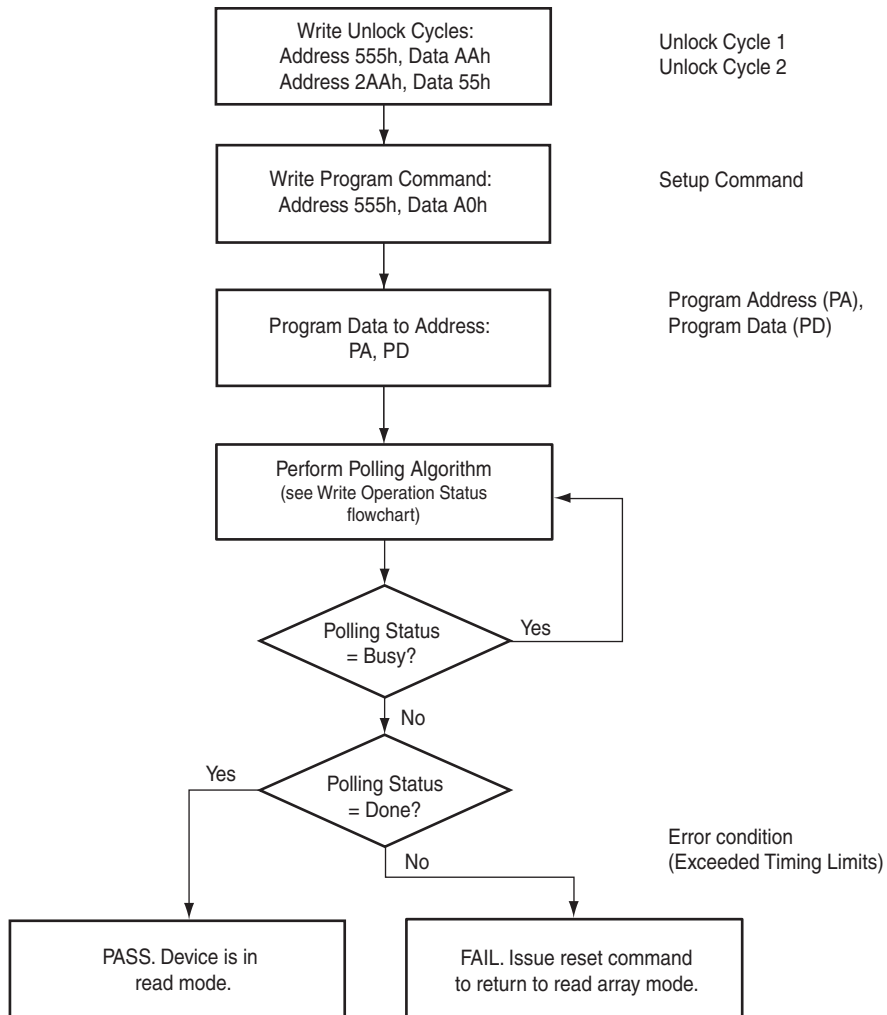 Write Unlock Cycles:
Address 555h, Data AAh
Address 2AAh, Data 55h
Unlock Cycle 1
Unlock Cycle 2
Write Program Command:
Address 555h, Data A0h
Setup Command
Program Data to Address:
PA, PD
Program Address (PA),
Program Data (PD)
Perform Polling Algorithm
(see Write Operation Status
flowchart)
Polling Status
= Busy?
Yes
No
Polling Status
= Done?
Yes
No
Error condition
(Exceeded Timing Limits)
PASS. Device is in
read mode.
FAIL. Issue reset command
to return to read array mode.